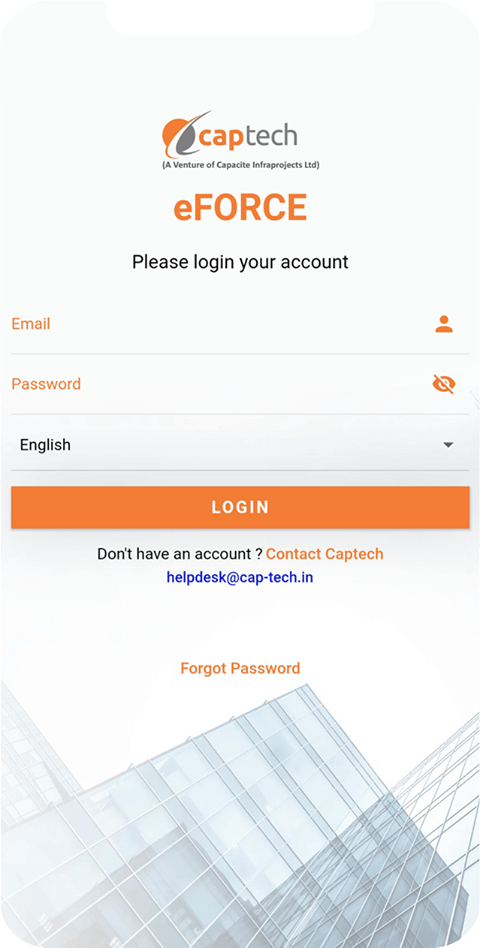 captech
(A Venture of Capacite Infraprojects Ltd)
eFORCE
Please login your account
Email
Password
English
LOGIN
Don't have an account ? Contact Captech
helpdesk@cap-tech.in
Forgot Password